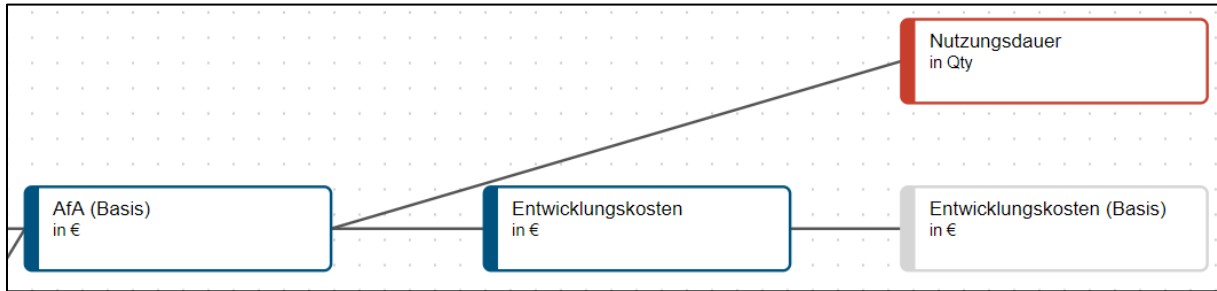 Nutzungsdauer
in Qty
AfA (Basis)
in €
Entwicklungskosten
in €
Entwicklungskosten (Basis)
in €